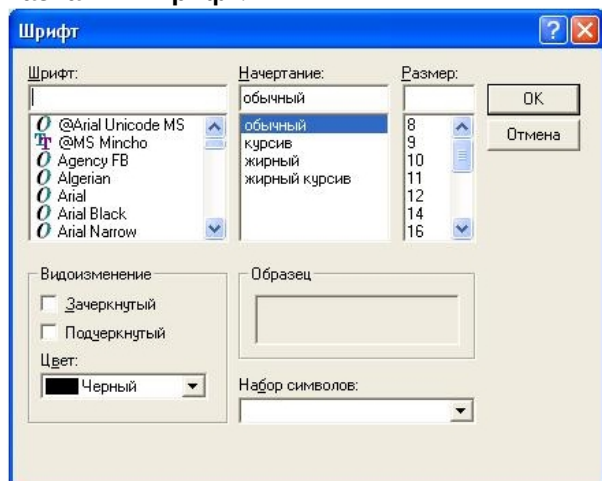 Шрифт
Шрифт:
Начертание:
Размер:
обычный
@Arial Unicode MS
@MS Mincho
Agency FB
Algerian
Arial
Arial Black
Arial Narrow
обычный
курсив
жирный
жирный курсив
8
9
10
11
12
14
16
OK
Отмена
Видоизменение
Зачеркнутый
Подчеркнутый
Цвет:
Черный
Образец
Набор символов: